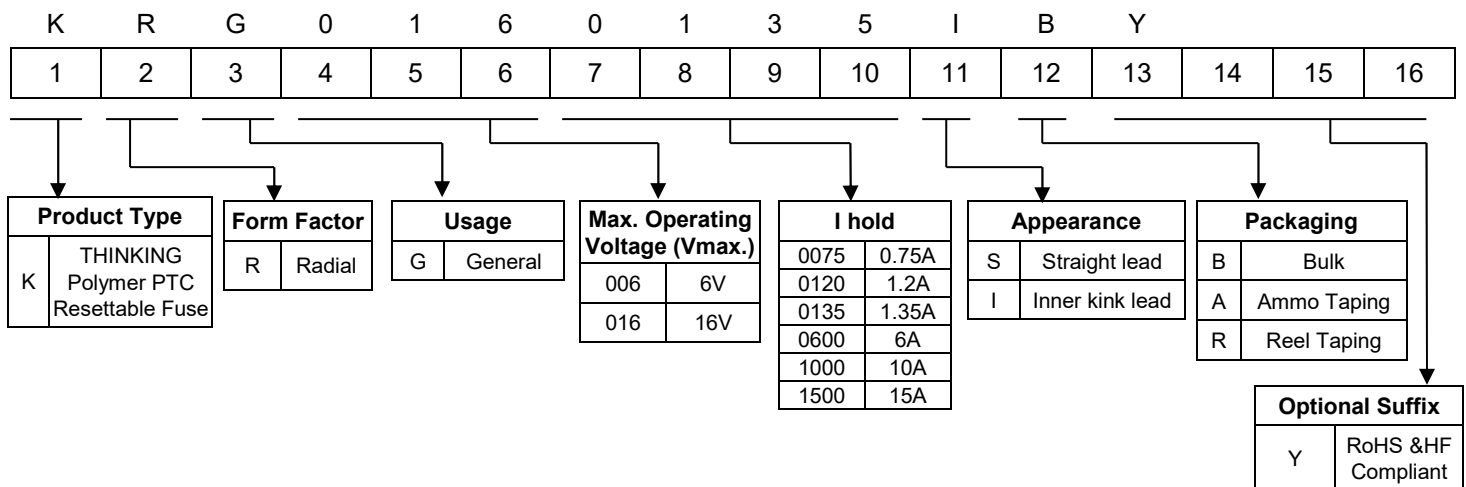 K R G 0 1 6 0 1 3 5 I B Y
1 2 3 4 5 6 7 8 9 10 11 12 13 14 15 16
Product Type
K THINKING
Polymer PTC
Resettable Fuse
Form Factor
R Radial
Usage
G General
Max. Operating
Voltage (Vmax.)
006 6V
016 16V
I hold
0075 0.75A
0120 1.2A
0135 1.35A
0600 6A
1000 10A
1500 15A
Appearance
S Straight lead
I Inner kink lead
Packaging
B Bulk
A Ammo Taping
R Reel Taping
Optional Suffix
Y RoHS &HF
Compliant